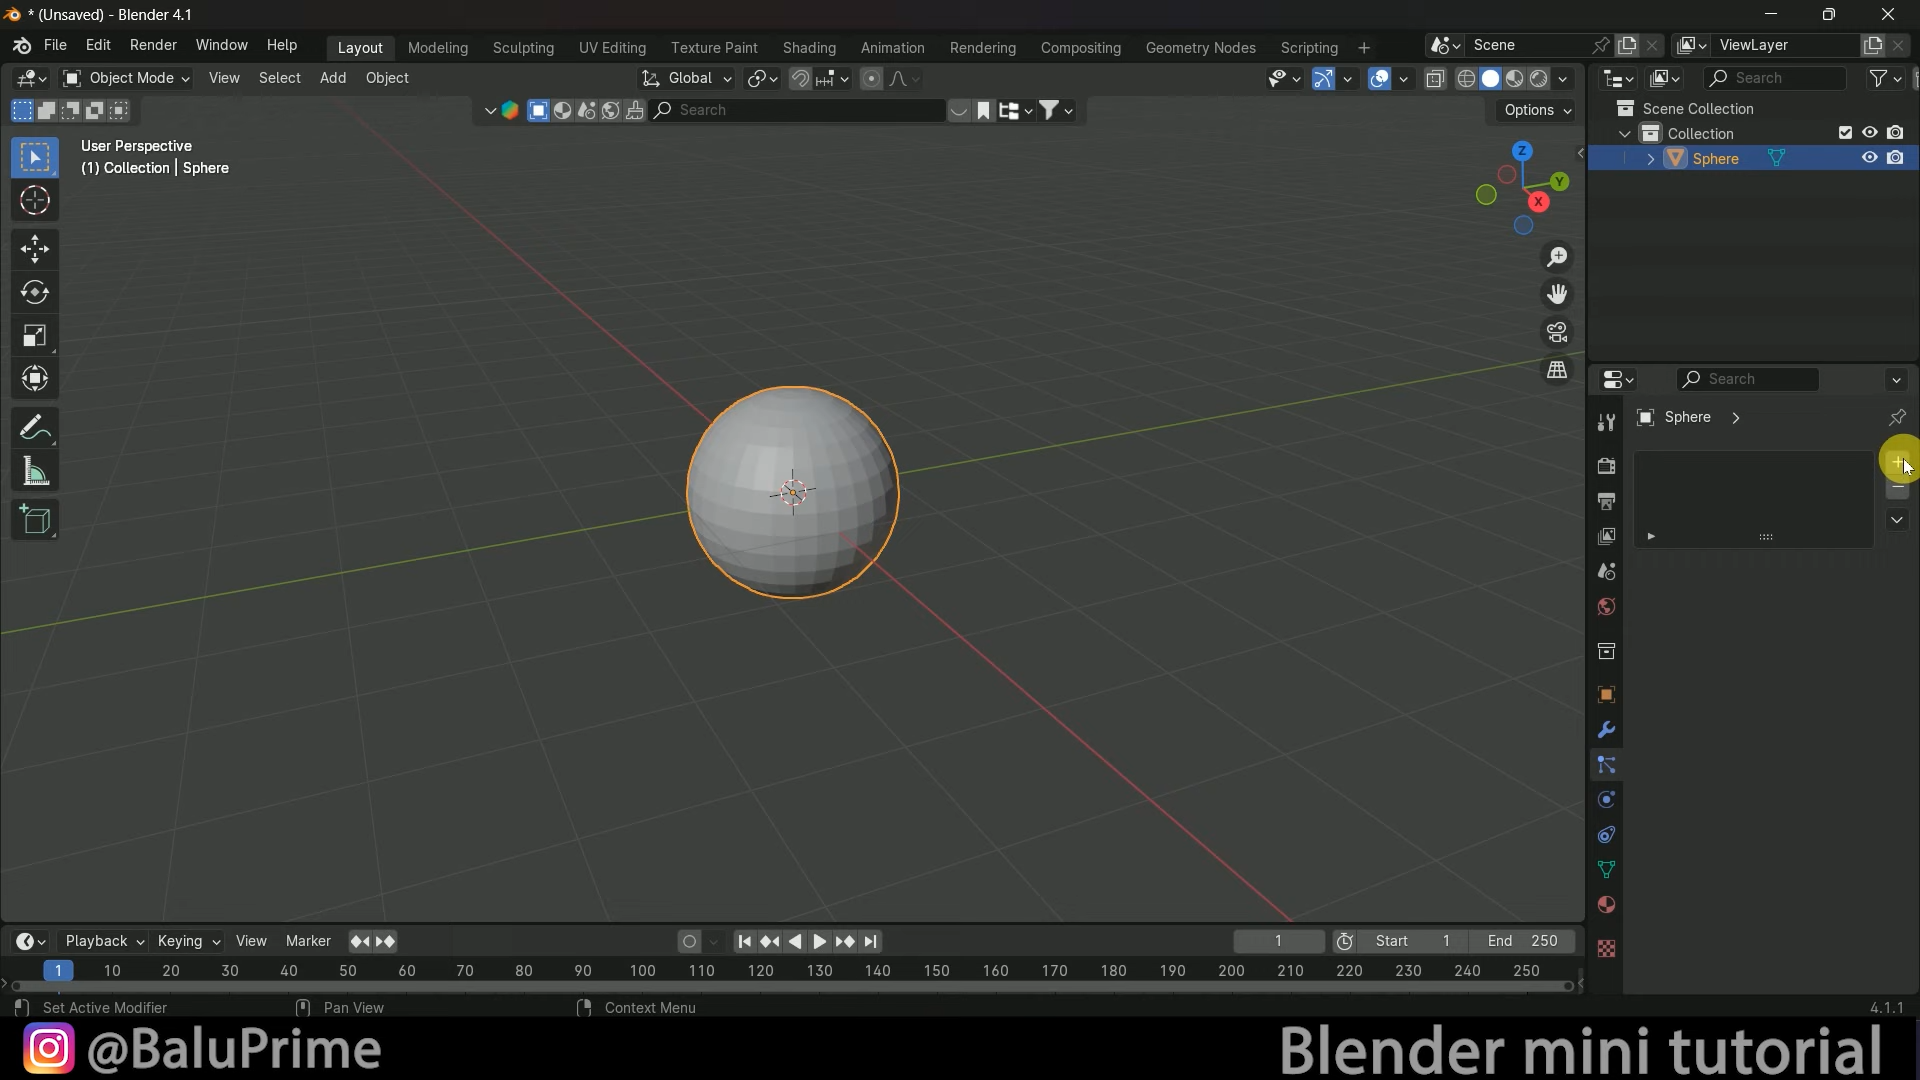 * (Unsaved) - Blender 4.1
File Edit Render Window Help Layout Modeling Sculpting UV Editing Texture Paint Shading Animation Rendering Compositing Geometry Nodes Scripting + Scene ViewLayer
Object Mode View Select Add Object Global Search
Search Options
Scene Collection
User Perspective
(1) Collection | Sphere
Collection
Sphere
Z
Y
X
Search
Sphere
Playback Keying View Marker 1 Start 1 End 250
1 10 20 30 40 50 60 70 80 90 100 110 120 130 140 150 160 170 180 190 200 210 220 230 240 250
Set Active Modifier Pan View Context Menu 4.1.1
@BaluPrime Blender mini tutorial